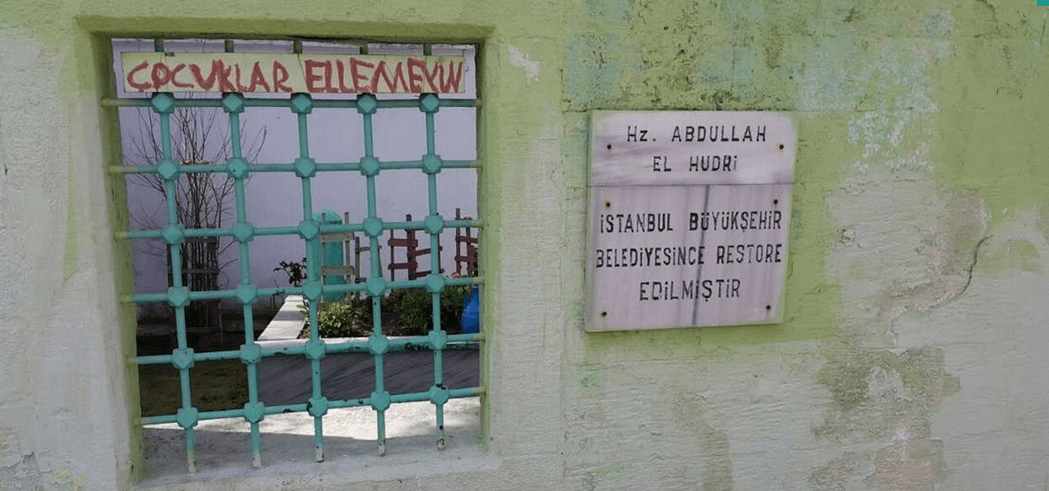 ÇOCUKLAR ELLEMEYİN
Hz. ABDULLAH
EL HUDRİ
İSTANBUL BÜYÜKŞEHİR
BELEDİYESİNCE RESTORE
EDİLMİŞTİR